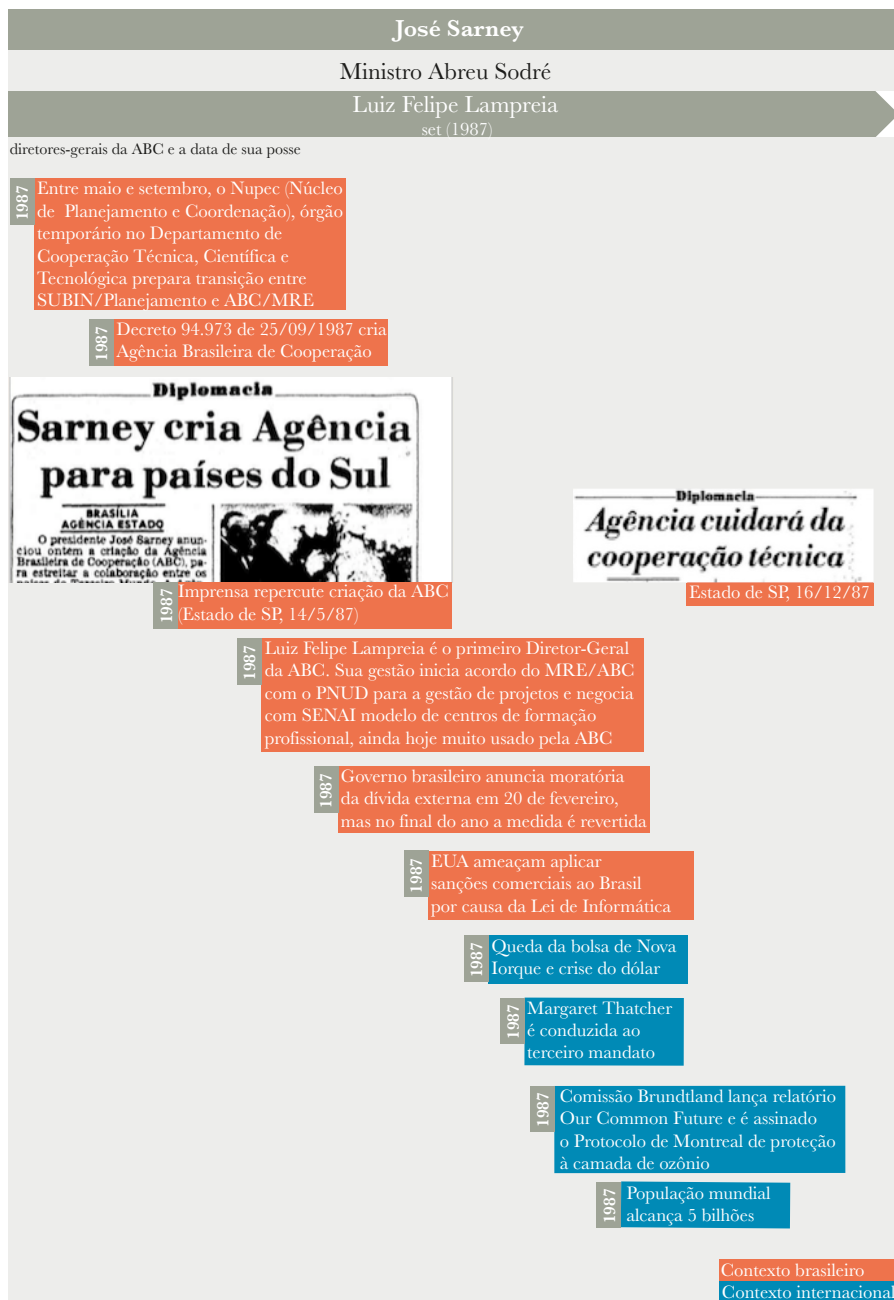 José Sarney
Ministro Abreu Sodré
Luiz Felipe Lampreia
set (1987)
diretores-gerais da ABC e a data de sua posse
1987
Entre maio e setembro, o Nupec (Núcleo
de Planejamento e Coordenação), órgão
temporário no Departamento de
Cooperação Técnica, Científica e
Tecnológica prepara transição entre
SUBIN/Planejamento e ABC/MRE
1987
Decreto 94.973 de 25/09/1987 cria
Agência Brasileira de Cooperação
Diplomacia
Sarney cria Agência
para países do Sul
BRASÍLIA
AGÊNCIA ESTADO
O presidente José Sarney anun-
ciou ontem a criação da Agência
Brasileira de Cooperação (ABC), pa-
ra estreitar a colaboração entre os
Diplomacia
Agência cuidará da
cooperação técnica
1987
Imprensa repercute criação da ABC
(Estado de SP, 14/5/87)
Estado de SP, 16/12/87
1987
Luiz Felipe Lampreia é o primeiro Diretor-Geral
da ABC. Sua gestão inicia acordo do MRE/ABC
com o PNUD para a gestão de projetos e negocia
com SENAI modelo de centros de formação
profissional, ainda hoje muito usado pela ABC
1987
Governo brasileiro anuncia moratória
da dívida externa em 20 de fevereiro,
mas no final do ano a medida é revertida
1987
EUA ameaçam aplicar
sanções comerciais ao Brasil
por causa da Lei de Informática
1987
Queda da bolsa de Nova
Iorque e crise do dólar
1987
Margaret Thatcher
é conduzida ao
terceiro mandato
1987
Comissão Brundtland lança relatório
Our Common Future e é assinado
o Protocolo de Montreal de proteção
à camada de ozônio
1987
População mundial
alcança 5 bilhões
Contexto brasileiro
Contexto internacional